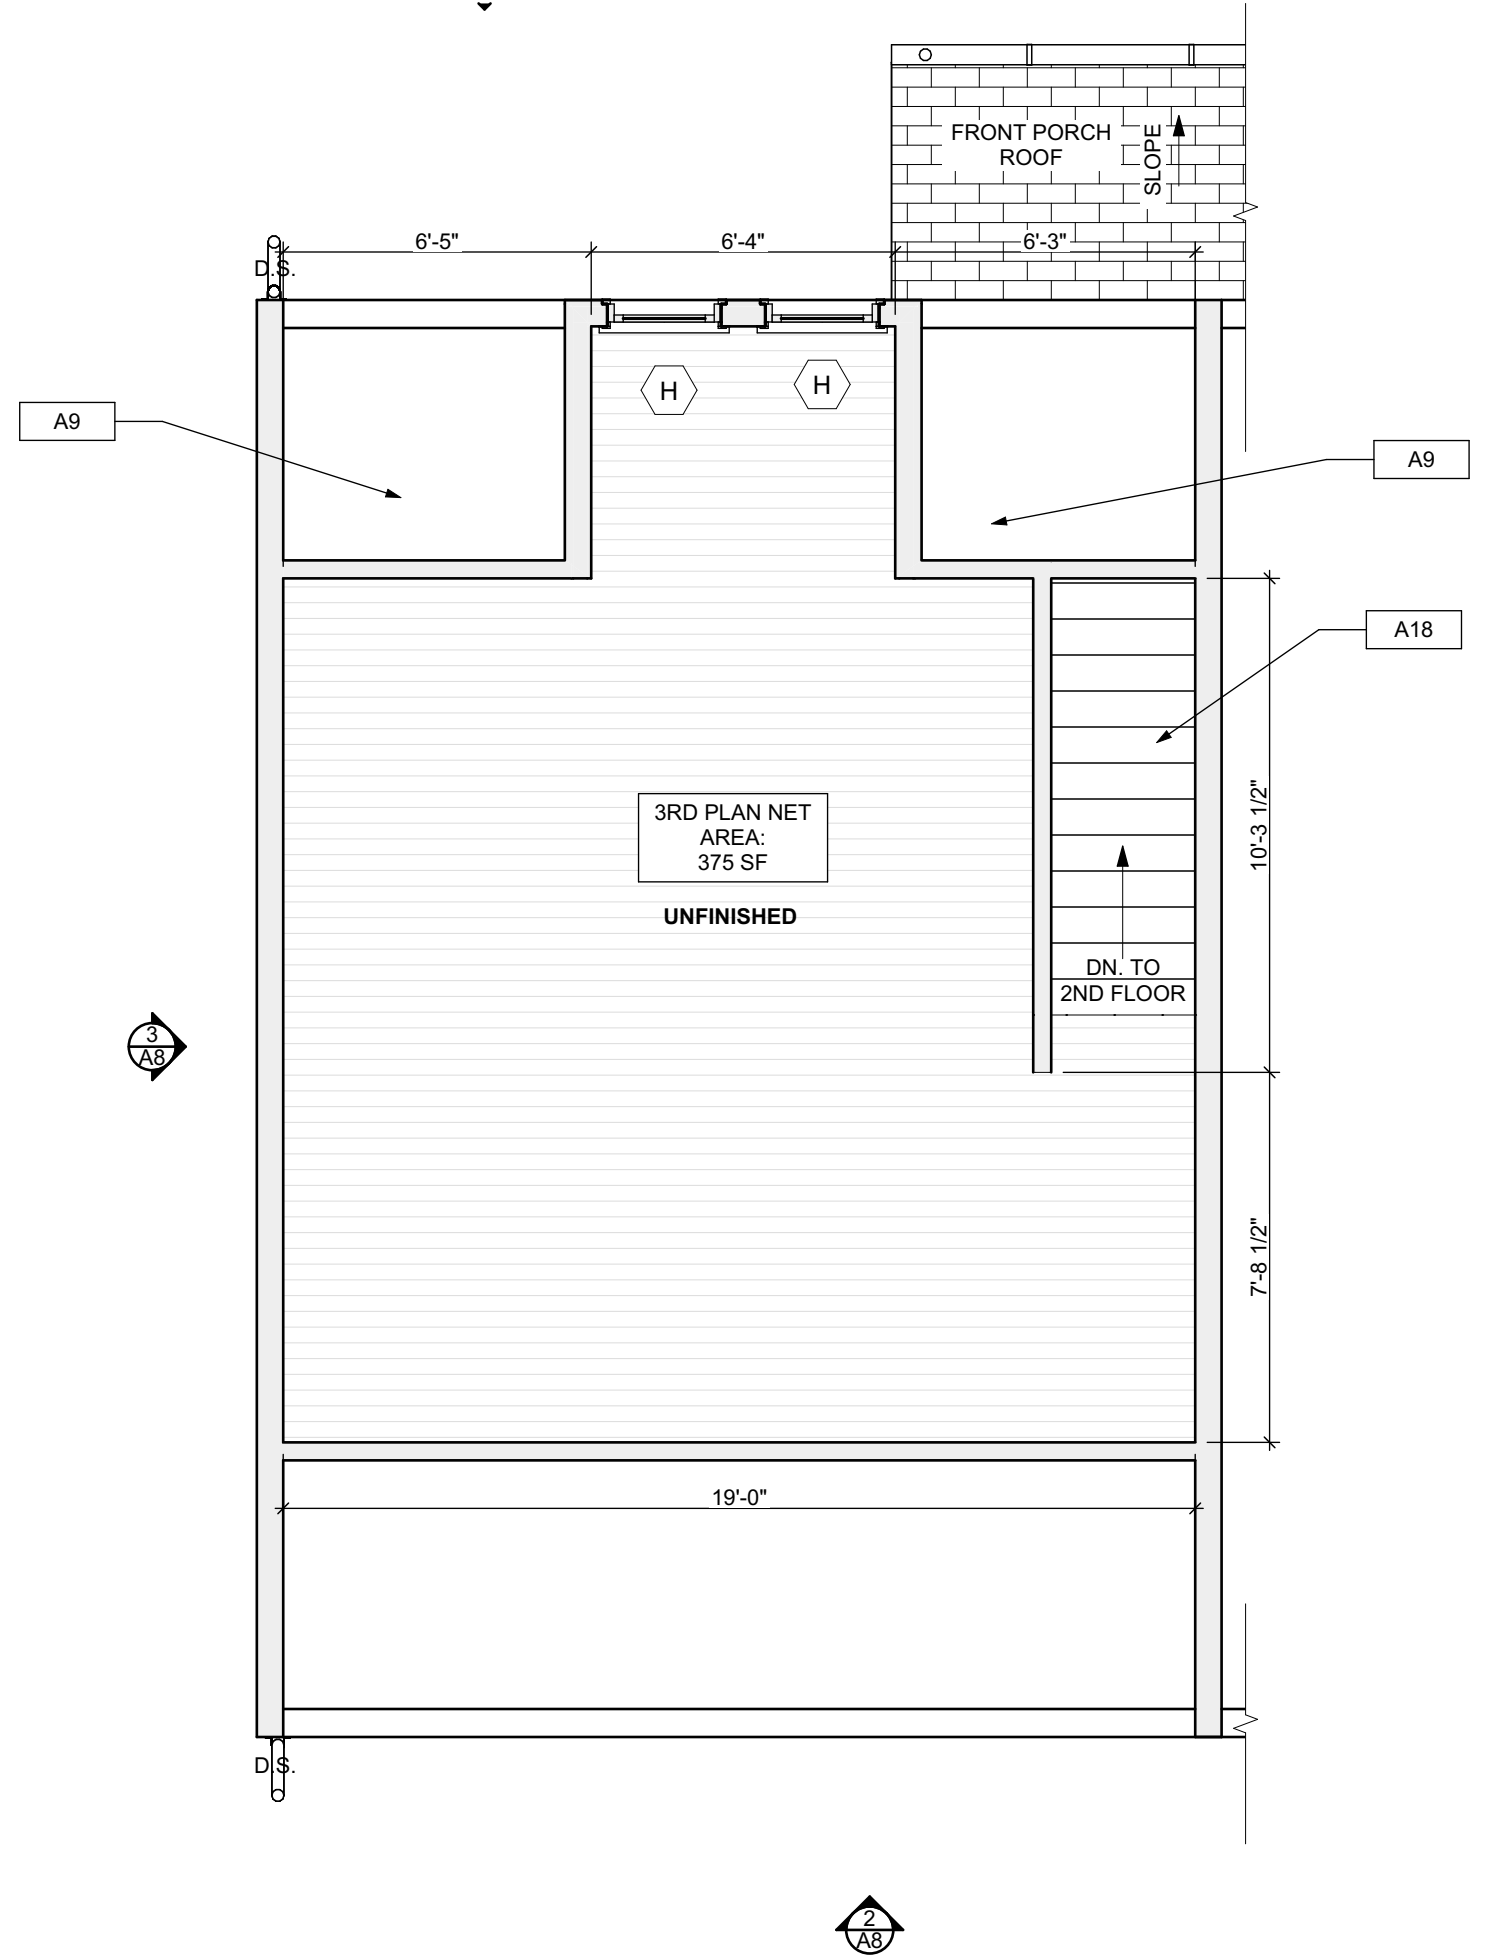 FRONT PORCH
ROOF
SLOPE
6'-5"
6'-4"
6'-3"
D.S.
H
H
A9
A9
A18
3RD PLAN NET
AREA:
375 SF
UNFINISHED
10'-3 1/2"
DN. TO
2ND FLOOR
3
A8
7'-8 1/2"
19'-0"
D.S.
2
A8